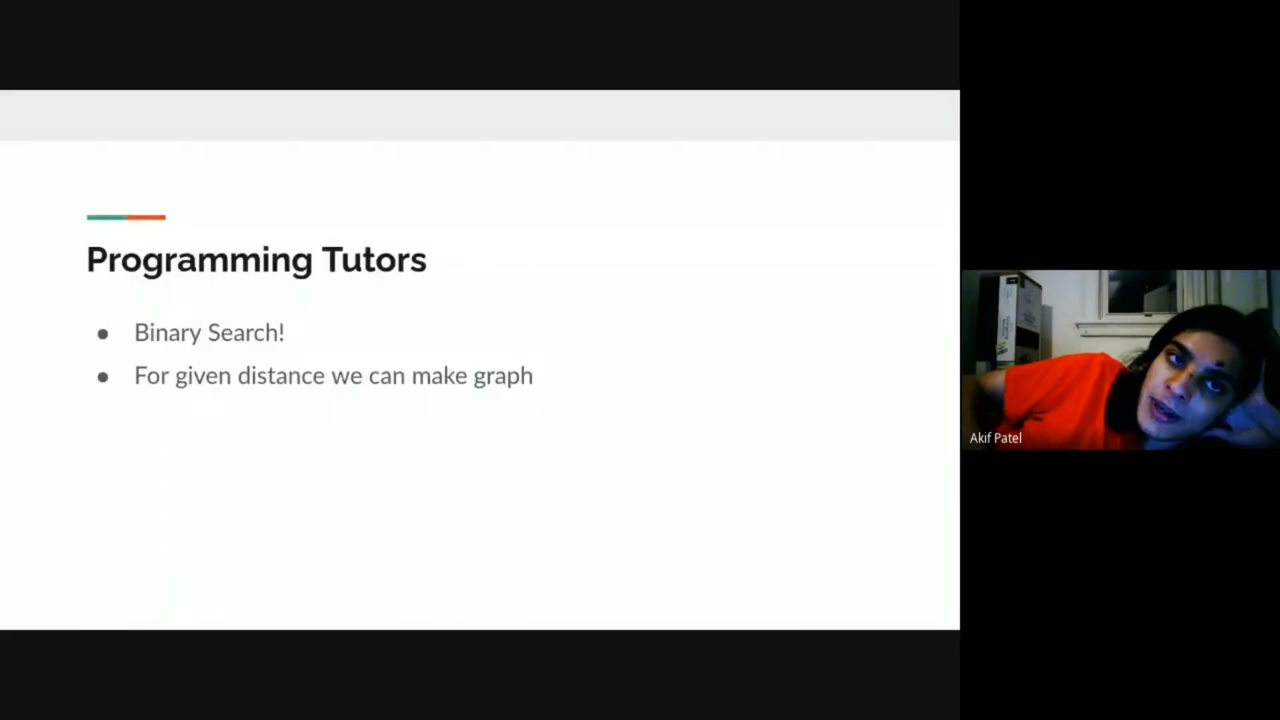 Programming Tutors
● Binary Search!
● For given distance we can make graph
Akif Patel